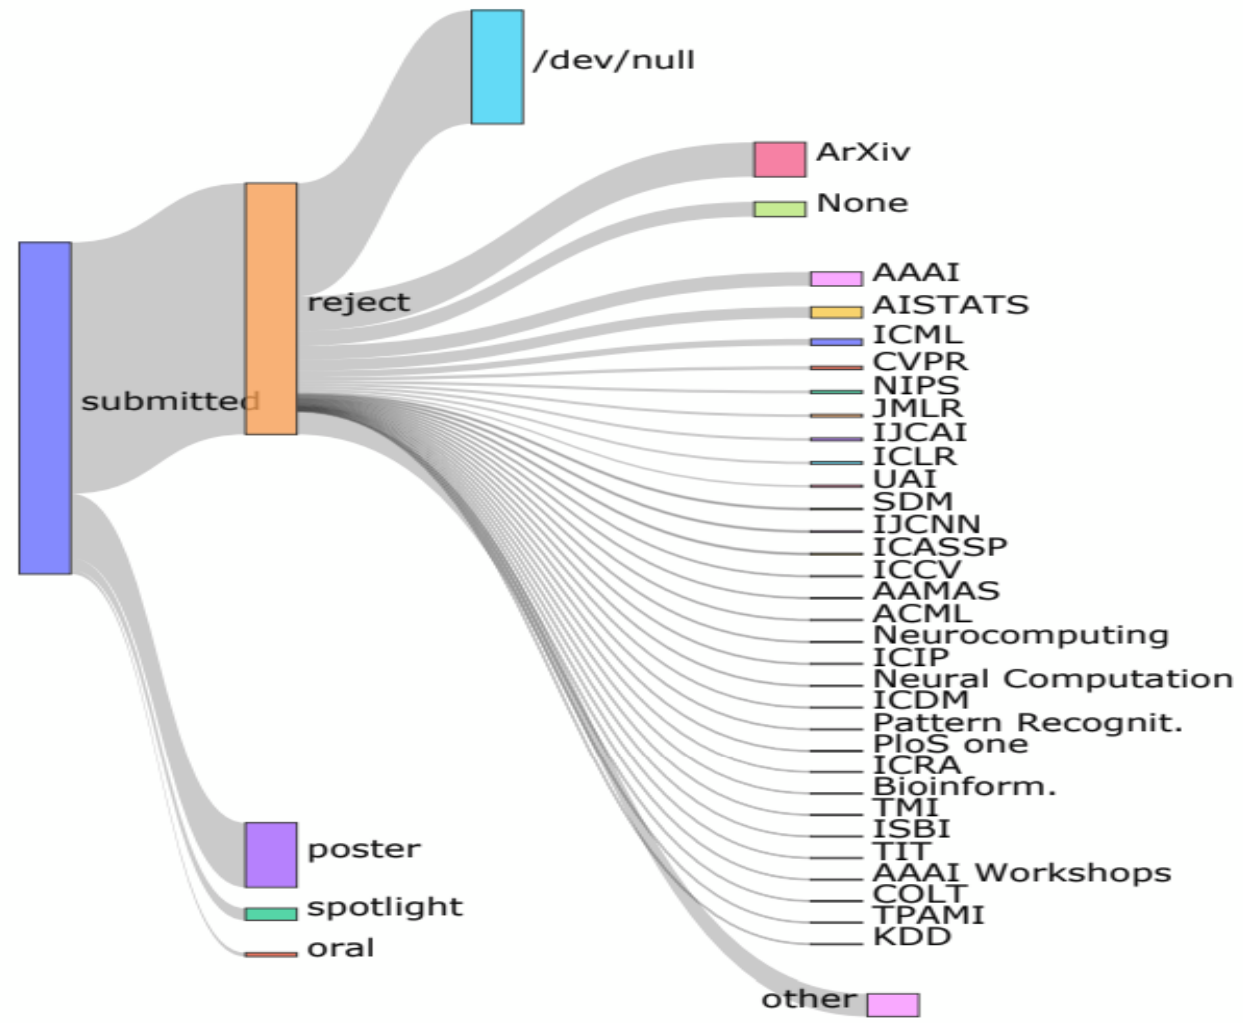 /dev/null
ArXiv
None
AAAI
AISTATS
reject
ICML
CVPR
NIPS
submitted
JMLR
IJCAI
ICLR
UAI
SDM
IJCNN
ICASSP
ICCV
AAMAS
ACML
Neurocomputing
ICIP
Neural Computation
ICDM
Pattern Recognit.
PloS one
ICRA
Bioinform.
TMI
ISBI
poster
TIT
AAAI Workshops
COLT
spotlight
TPAMI
KDD
oral
other